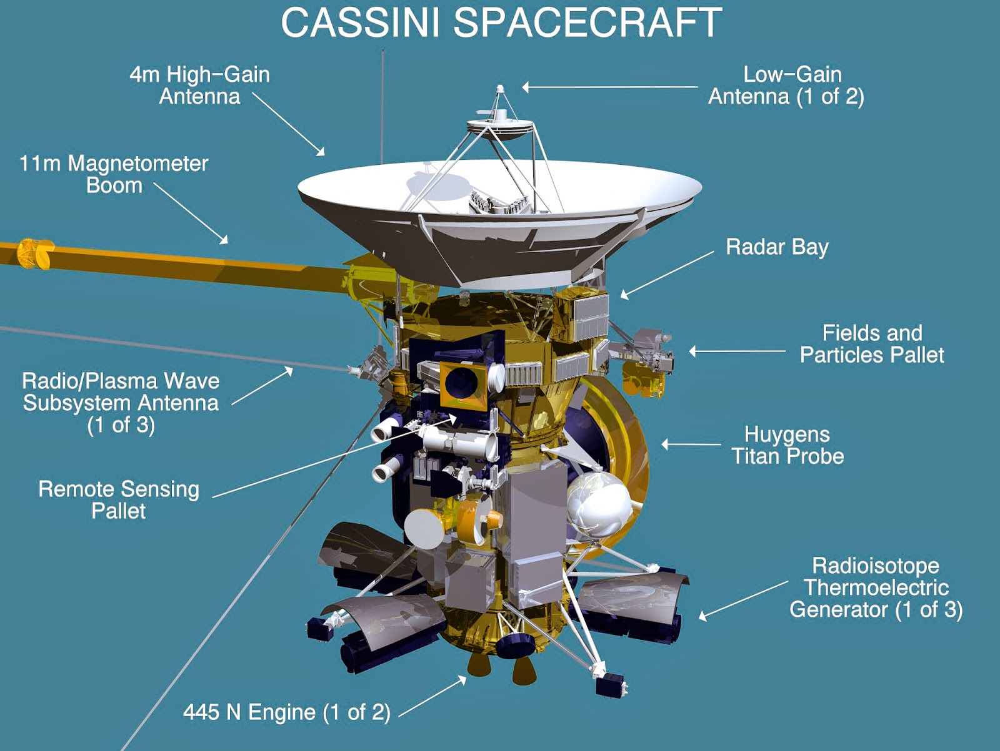 CASSINI SPACECRAFT
4m High-Gain
Antenna
Low-Gain
Antenna (1 of 2)
11m Magnetometer
Boom
Radar Bay
Fields and
Particles Pallet
Radio/Plasma Wave
Subsystem Antenna
(1 of 3)
Huygens
Titan Probe
Remote Sensing
Pallet
Radioisotope
Thermoelectric
Generator (1 of 3)
445 N Engine (1 of 2)